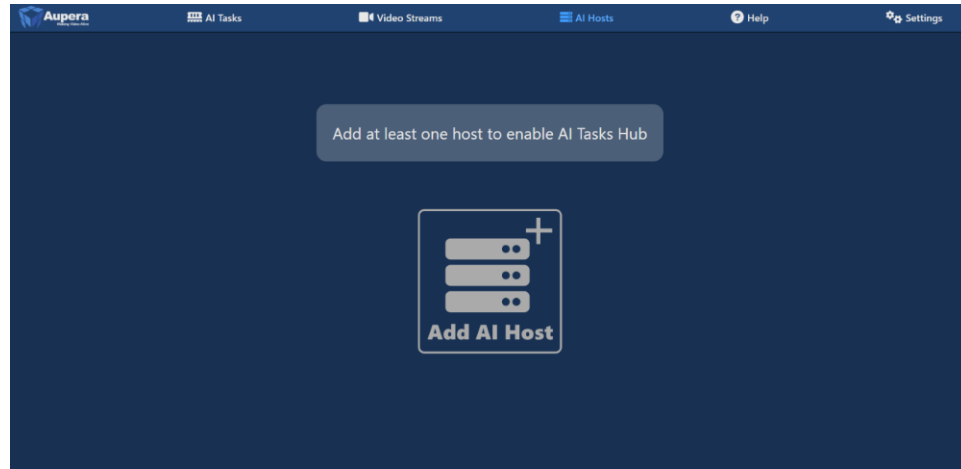 Aupera
AI Tasks
Video Streams
AI Hosts
? Help
Settings
Add at least one host to enable AI Tasks Hub
Add AI Host